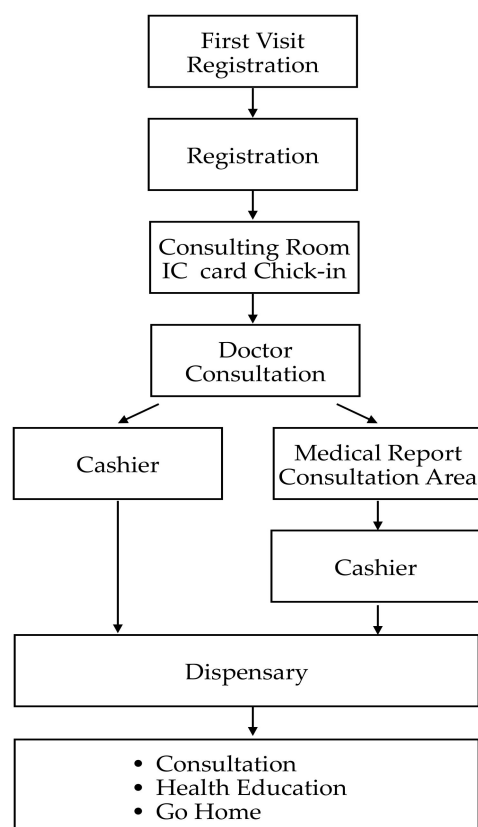 First Visit
Registration
Registration
Consulting Room
IC card Chick-in
Doctor
Consultation
Cashier
Medical Report
Consultation Area
Cashier
Dispensary
• Consultation
• Health Education
• Go Home